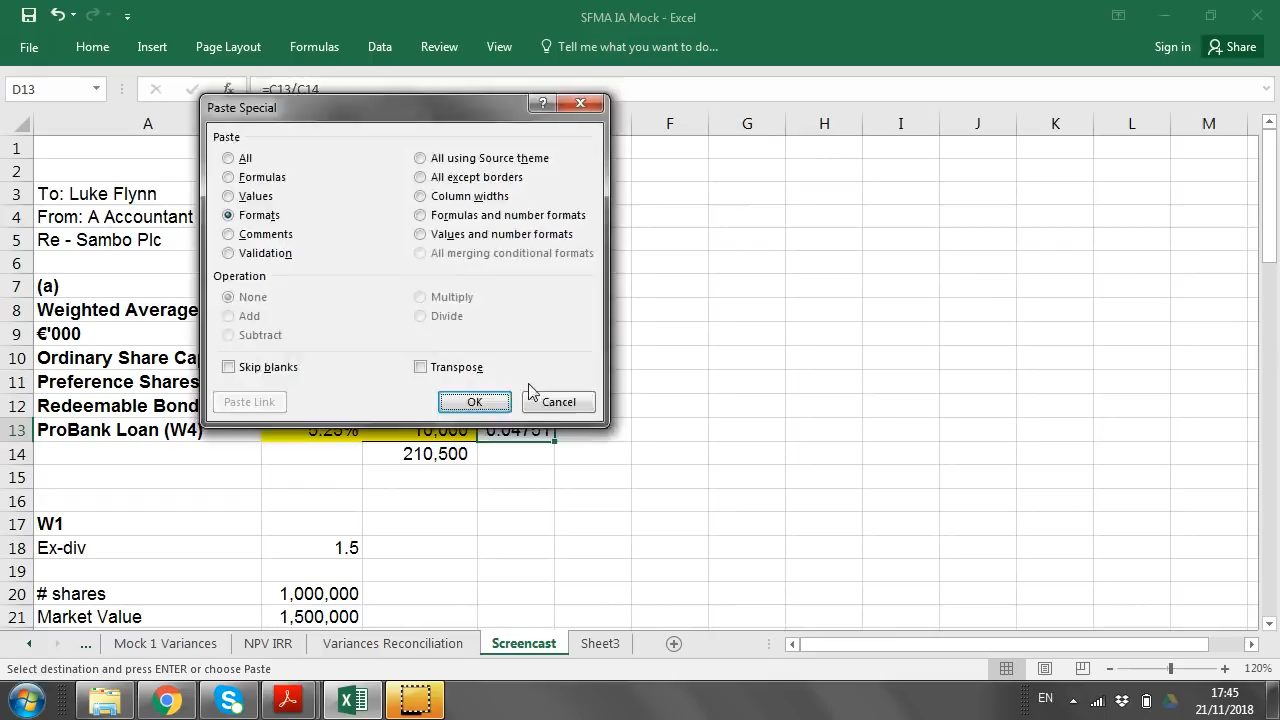 SFMA IA Mock - Excel
File Home Insert Page Layout Formulas Data Review View Tell me what you want to do... Sign in Share
D13 fx =C13/C14
Paste Special ?
A F G H I J K L M
Paste
All All using Source theme
Formulas All except borders
Values Column widths
Formats Formulas and number formats
Comments Values and number formats
Validation All merging conditional formats
Operation
None Multiply
Add Divide
Subtract
Skip blanks Transpose
Paste Link OK Cancel
1
2
3 To: Luke Flynn
4 From: A Accountant
5 Re - Sambo Plc
6
7 (a)
8 Weighted Average
9 €'000
10 Ordinary Share Ca
11 Preference Shares
12 Redeemable Bond
13 ProBank Loan (W4) 5.25% 10,000 0.04751
14 210,500
15
16
17 W1
18 Ex-div 1.5
19
20 # shares 1,000,000
21 Market Value 1,500,000
... Mock 1 Variances NPV IRR Variances Reconciliation Screencast Sheet3
Select destination and press ENTER or choose Paste 120%
EN 17:45
21/11/2018